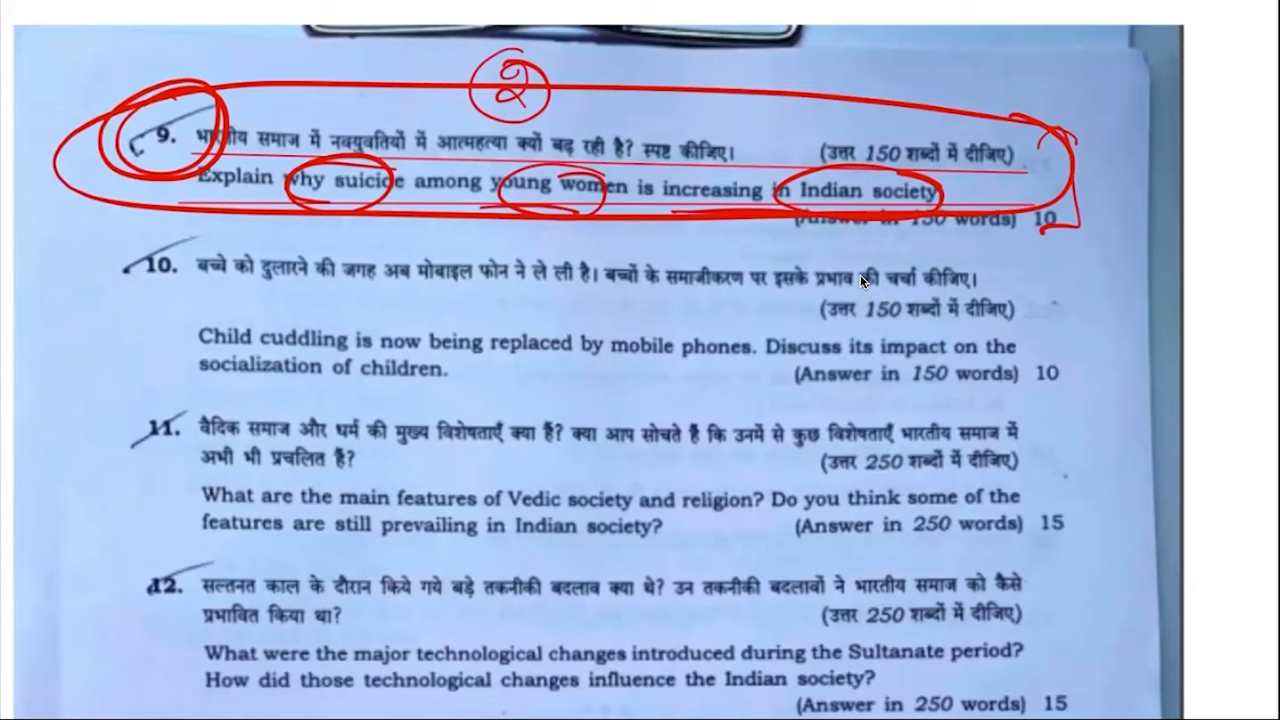 २
9. भारतीय समाज में नवयुवतियों में आत्महत्या क्यों बढ़ रही है? स्पष्ट कीजिए। (उत्तर 150 शब्दों में दीजिए)
Explain why suicide among young women is increasing in Indian society.
(Answer in 150 words) 10
10. बच्चे को दुलारने की जगह अब मोबाइल फोन ने ले ली है। बच्चों के समाजीकरण पर इसके प्रभाव की चर्चा कीजिए।
(उत्तर 150 शब्दों में दीजिए)
Child cuddling is now being replaced by mobile phones. Discuss its impact on the
socialization of children. (Answer in 150 words) 10
11. वैदिक समाज और धर्म की मुख्य विशेषताएँ क्या हैं? क्या आप सोचते हैं कि उनमें से कुछ विशेषताएँ भारतीय समाज में
अभी भी प्रचलित हैं? (उत्तर 250 शब्दों में दीजिए)
What are the main features of Vedic society and religion? Do you think some of the
features are still prevailing in Indian society? (Answer in 250 words) 15
12. सल्तनत काल के दौरान किये गये बड़े तकनीकी बदलाव क्या थे? उन तकनीकी बदलावों ने भारतीय समाज को कैसे
प्रभावित किया था? (उत्तर 250 शब्दों में दीजिए)
What were the major technological changes introduced during the Sultanate period?
How did those technological changes influence the Indian society?
(Answer in 250 words) 15